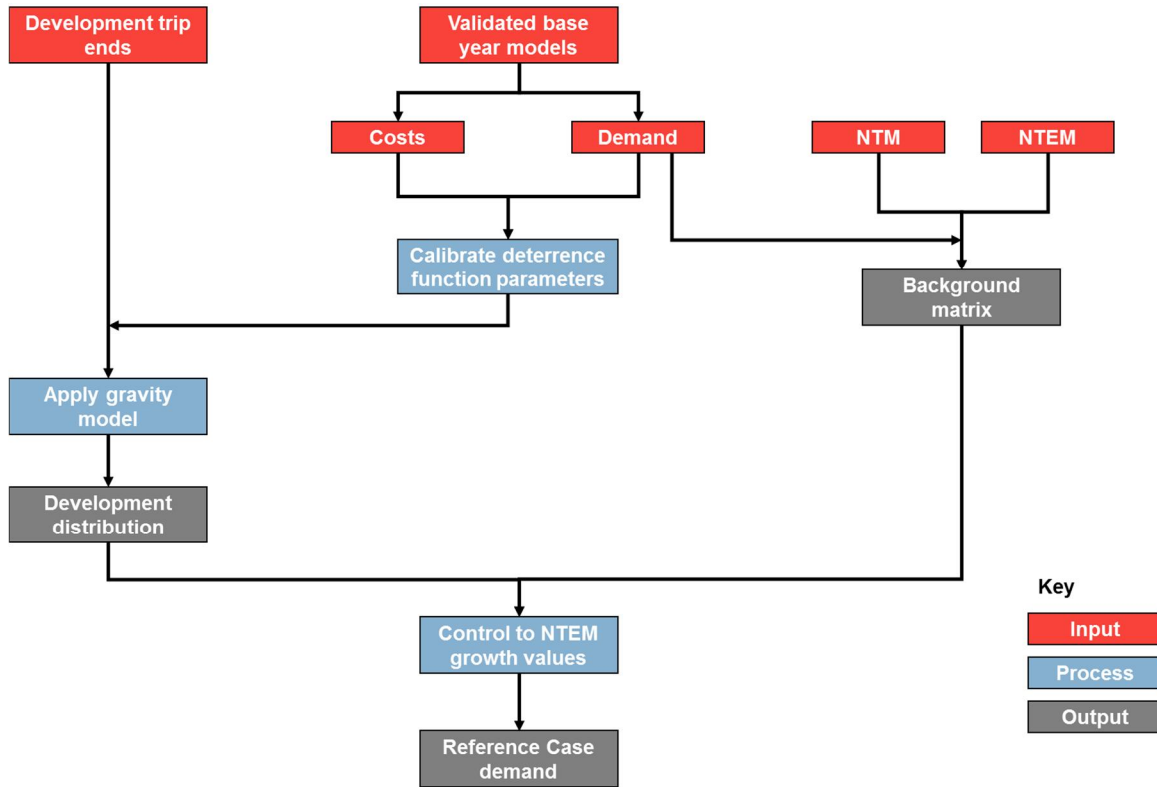 Development trip
ends
Validated base
year models
Costs
Demand
NTM
NTEM
Calibrate deterrence
function parameters
Background
matrix
Apply gravity
model
Development
distribution
Control to NTEM
growth values
Reference Case
demand
Key
Input
Process
Output